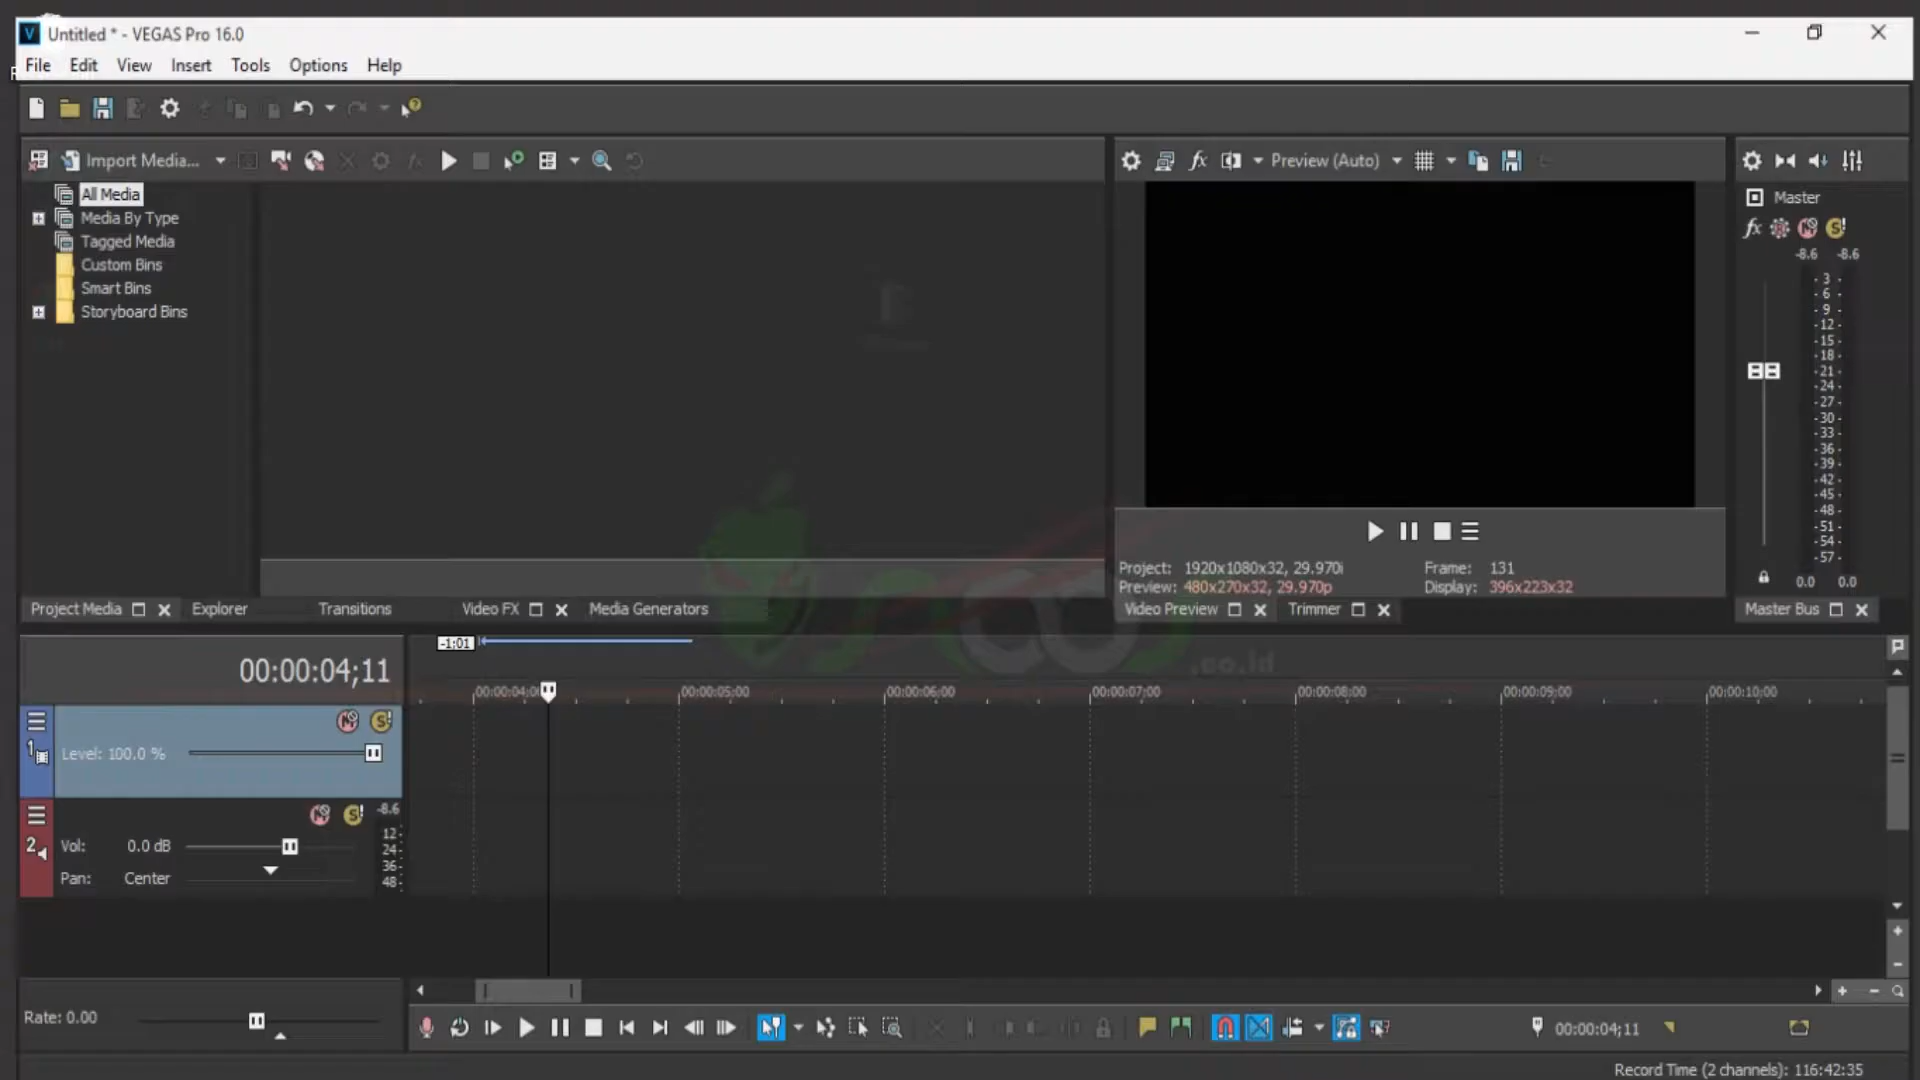 Untitled * - VEGAS Pro 16.0
File Edit View Insert Tools Options Help
Import Media...
Preview (Auto)
All Media
Media By Type
Tagged Media
Custom Bins
Smart Bins
Storyboard Bins
Master
fx
-8.6 -8.6
- 3 -
- 6 -
- 9 -
-12-
-15-
-18-
-21-
-24-
-27-
-30-
-33-
-36-
-39-
-42-
-45-
-48-
-51-
-54-
-57-
0.0 0.0
Project: 1920x1080x32, 29.970i Frame: 131
Preview: 480x270x32, 29.970p Display: 396x223x32
Project Media Explorer Transitions Video FX Media Generators
Video Preview Trimmer Master Bus
-1:01
.co.id
00:00:04;11
00:00:05;00 00:00:06;00 00:00:07;00 00:00:08;00 00:00:09;00 00:00:10;00
1
Level: 100.0 %
2
-8.6
12-
24-
36-
48-
Vol: 0.0 dB
Pan: Center
Rate: 0.00
00:00:04;11
Record Time (2 channels): 116:42:35